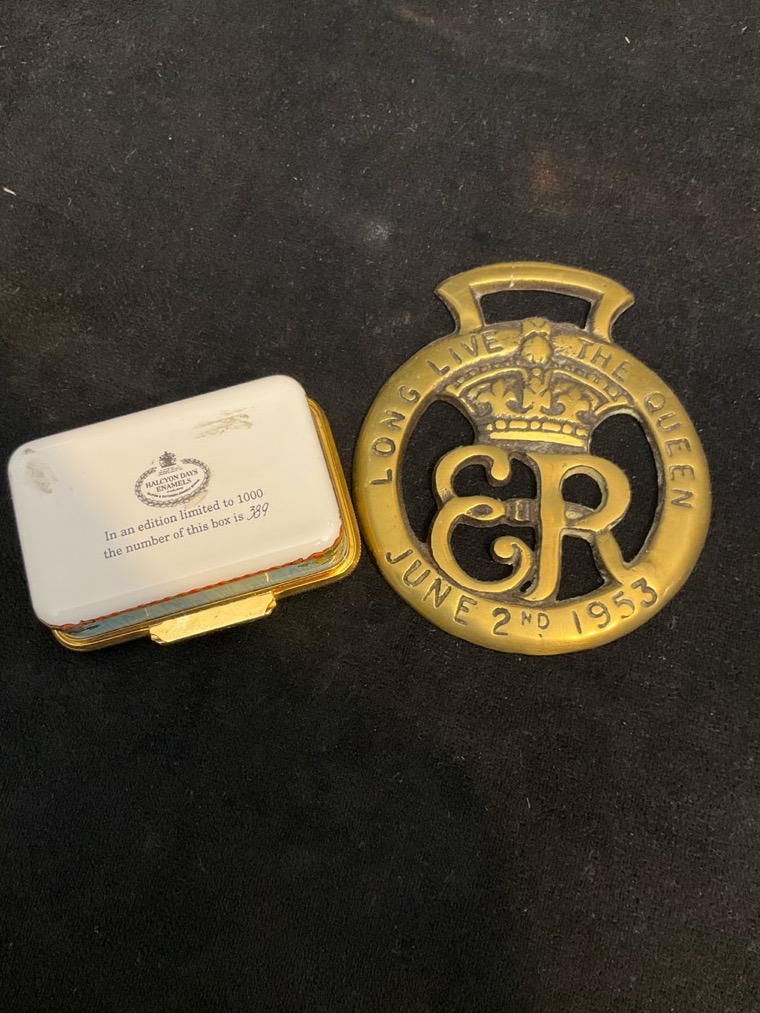 HALCYON DAYS
ENAMELS
In an edition limited to 1000
the number of this box is 389
LONG LIVE THE QUEEN
ER
JUNE 2ND 1953